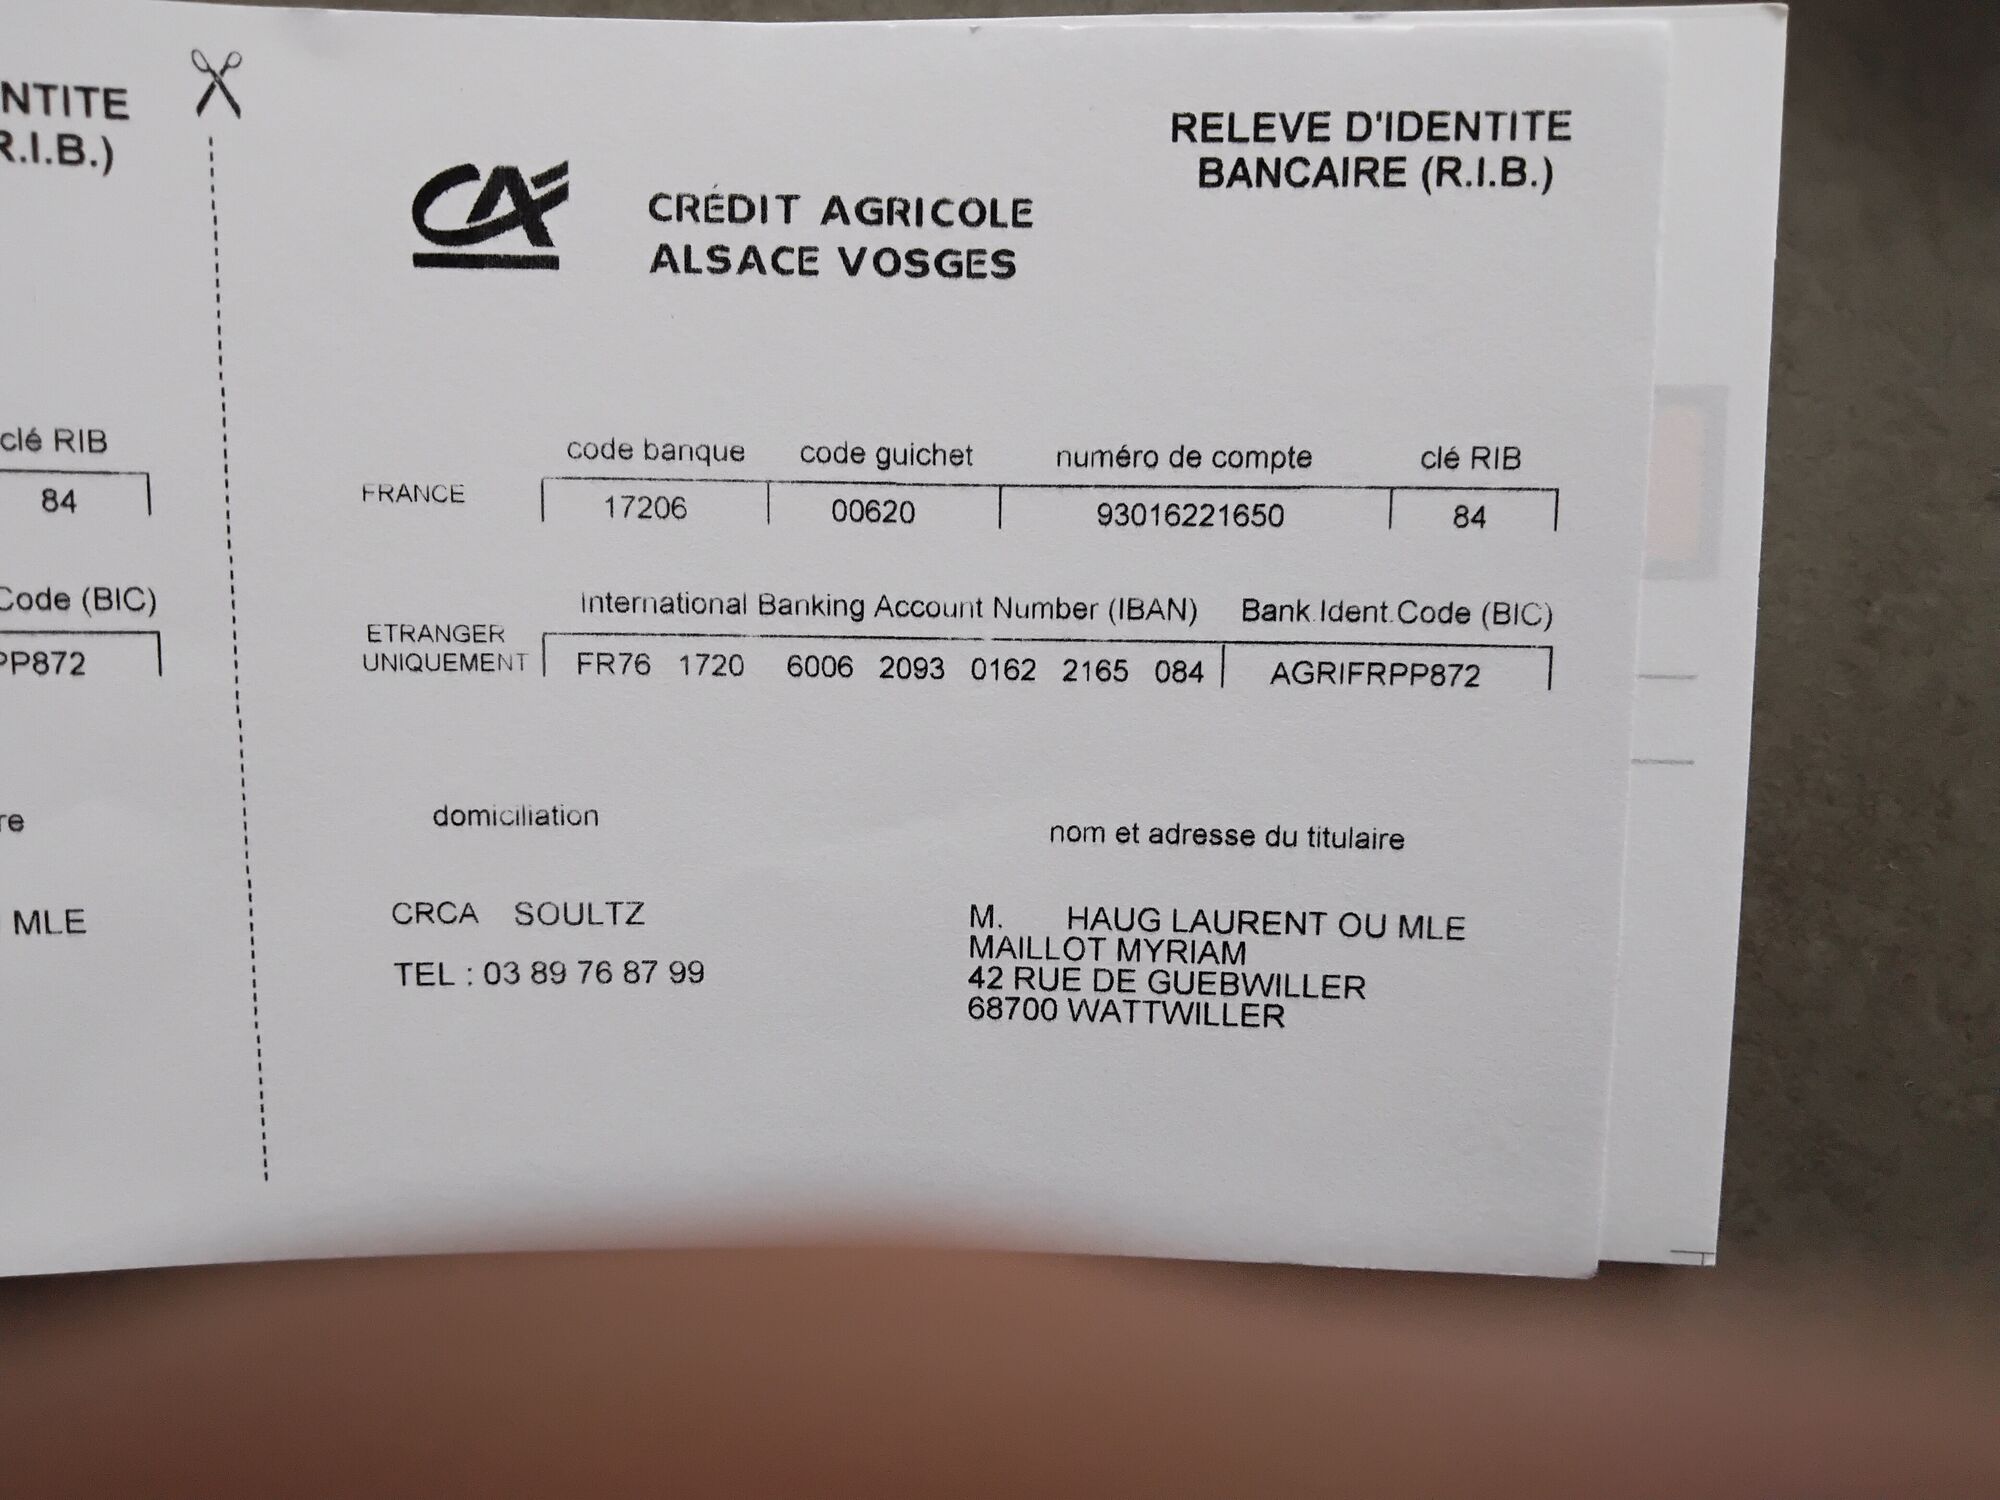 NTITE
R.I.B.)
clé RIB
84
Code (BIC)
PP872
re
MLE
CA
CRÉDIT AGRICOLE
ALSACE VOSGES
RELEVE D'IDENTITE
BANCAIRE (R.I.B.)
code banque code guichet numéro de compte clé RIB
FRANCE 17206 00620 93016221650 84
International Banking Account Number (IBAN) Bank.Ident.Code (BIC)
ETRANGER
UNIQUEMENT FR76 1720 6006 2093 0162 2165 084 AGRIFRPP872
domiciliation
CRCA SOULTZ
TEL : 03 89 76 87 99
nom et adresse du titulaire
M. HAUG LAURENT OU MLE
MAILLOT MYRIAM
42 RUE DE GUEBWILLER
68700 WATTWILLER